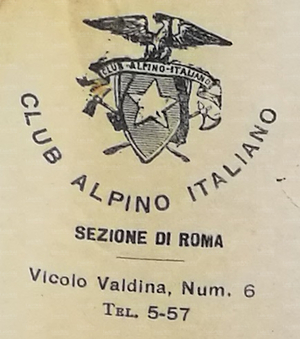 CLUB-ALPINO-ITALIANO
CLUB ALPINO ITALIANO
SEZIONE DI ROMA
Vicolo Valdina, Num. 6
TEL. 5-57